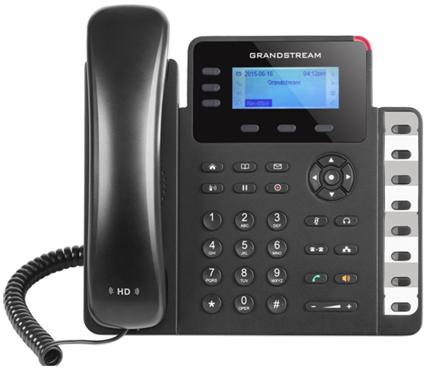 GRANDSTREAM
2015-06-16 04:12pm
Grandstream
1 2 3
ABC DEF
4 5 6
GHI JKL MNO
7 8 9
PQRS TUV WXYZ
* 0 #
OPER
- +
HD